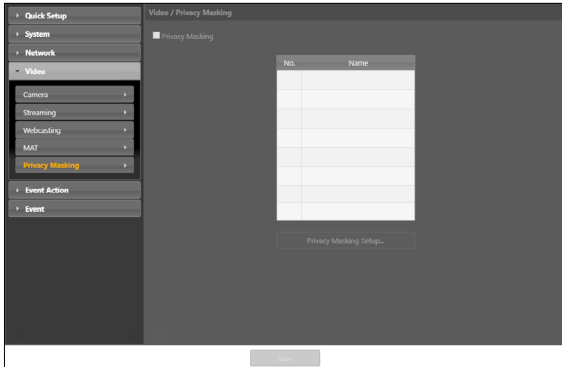 Quick Setup
System
Network
Video
Camera
Streaming
Webcasting
MAT
Privacy Masking
Event Action
Event
Video / Privacy Masking
Privacy Masking
No. Name
Privacy Masking Setup...
Save